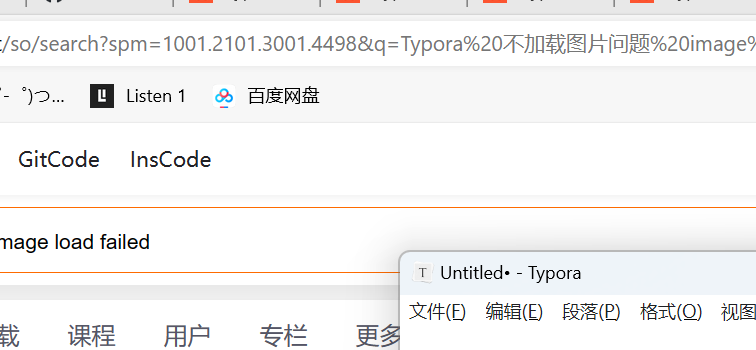 t/so/search?spm=1001.2101.3001.4498&q=Typora%20不加载图片问题%20image%
゜)つ... Listen 1 百度网盘
GitCode InsCode
mage load failed
Untitled• - Typora
文件(F) 编辑(E) 段落(P) 格式(O) 视图
载 课程 用户 专栏 更多